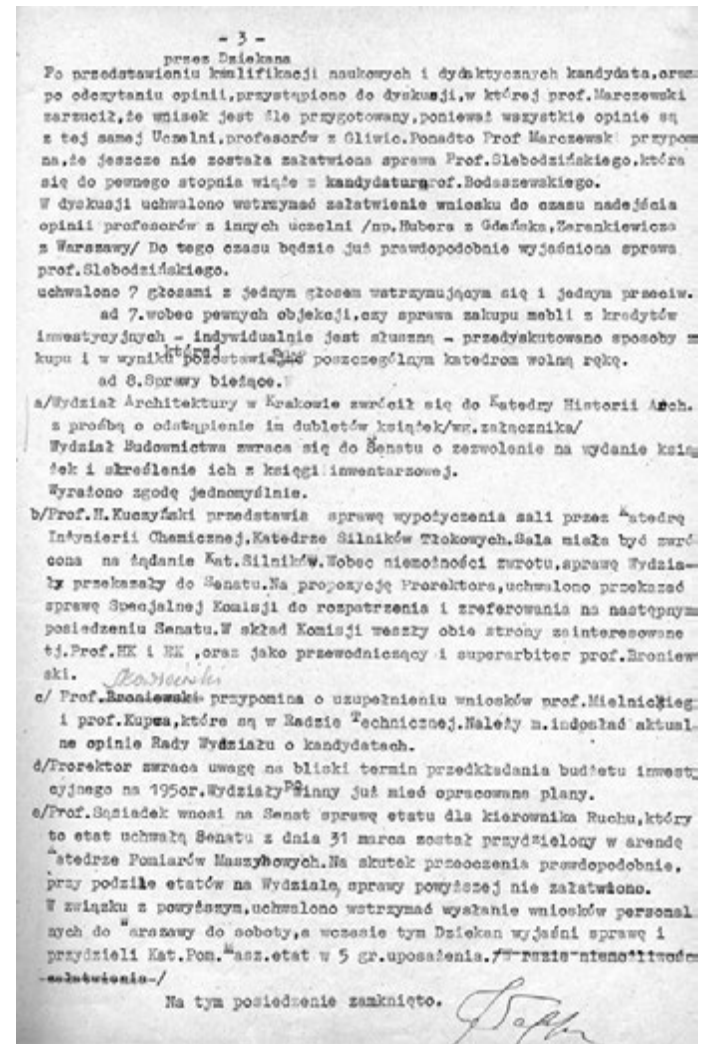 - 3 -
przez Dziekana
Po przedstawieniu kwalifikacji naukowych i dydaktycznych kandydata,oraz
po odczytaniu opinii,przystąpiono do dyskusji,w której prof.Marczewski
zarzucił,że wnisek jest źle przygotowany,ponieważ wszystkie opinie są
z tej samej Uczelni,profesorów z Gliwic.Ponadto Prof Marczewski przypom
na,że jeszcze nie została załatwiona sprawa Prof.Slebodzińskiego,która
się do pewnego stopnia wiąże z kandydaturą prof.Bodaszewskiego.
W dyskusji uchwalono wstrzymać załatwienie wniosku do czasu nadejścia
opinii profesorów z innych uczelni /np.Hubera z Gdańska,Zarankiewicza
z Warszawy/ Do tego czasu będzie już prawdopodobnie wyjaśniona sprawa
prof.Slebodzińskiego.
uchwalono 7 głosami z jednym głosem wstrzymującym się i jednym przeciw.
ad 7.wobec pewnych objekcji,czy sprawa zakupu mebli z kredytów
inwestycyjnych - indywidualnie jest słuszną - przedyskutowano sposoby za
kupu i w wyniku której poszczególnym katedrom wolną rękę.
ad 8.Sprawy bieżące.
a/Wydział Architektury w Krakowie zwrócił się do Katedry Historii Arch.
z prośbą o odstąpienie im dubletów książek/wg.załącznika/
Wydział Budownictwa zwraca się do Senatu o zezwolenie na wydanie ksią
żek i skreślenie ich z księgi inwentarzowej.
Wyrażono zgodę jednomyślnie.
b/Prof.H.Kuczyński przedstawia sprawę wypożyczenia sali przez Katedrę
Inżynierii Chemicznej,Katedrze Silników Tłokowych.Sala miała być zwró
cona na żądanie Kat.Silników.Wobec niemożności zwrotu,sprawę Wydzia-
ły przekazały do Senatu.Na propozycję Prorektora,uchwalono przekazać
sprawę Specjalnej Komisji do rozpatrzenia i zreferowania na następnym
posiedzeniu Senatu.W skład Komisji weszły obie strony zainteresowane
tj.Prof.HK i EK ,oraz jako przewodniczący i superarbiter prof.Broniew
ski.
c/ Prof.Broniewski przypomina o uzupełnieniu wniosków prof.Mielnickieg
i prof.Kupca,które są w Radzie Technicznej.Należy m.indosłać aktual-
ne opinie Rady Wydziału o kandydatach.
d/Prorektor zwraca uwagę na bliski termin przedkładania budżetu inwest
cyjnego na 195or.Wydziały powinny już mieć opracowane plany.
e/Prof.Sąsiadek wnosi na Senat sprawę etatu dla kierownika Ruchu,który
to etat uchwałą Senatu z dnia 31 marca został przydzielony w arendę
Katedrze Pomiarów Maszynowych.Na skutek przeoczenia prawdopodobnie,
przy podzile etatów na Wydziale, sprawy powyższej nie załatwiono.
W związku z powyższym,uchwalono wstrzymać wysłanie wniosków personal
nych do Warszawy do soboty,a wczasie tym Dziekan wyjaśni sprawę i
przydzieli Kat.Pom.Masz.etat w 5 gr.uposażenia./W razie niemożliwośc
załatwienia-/
Na tym posiedzenie zamknięto.